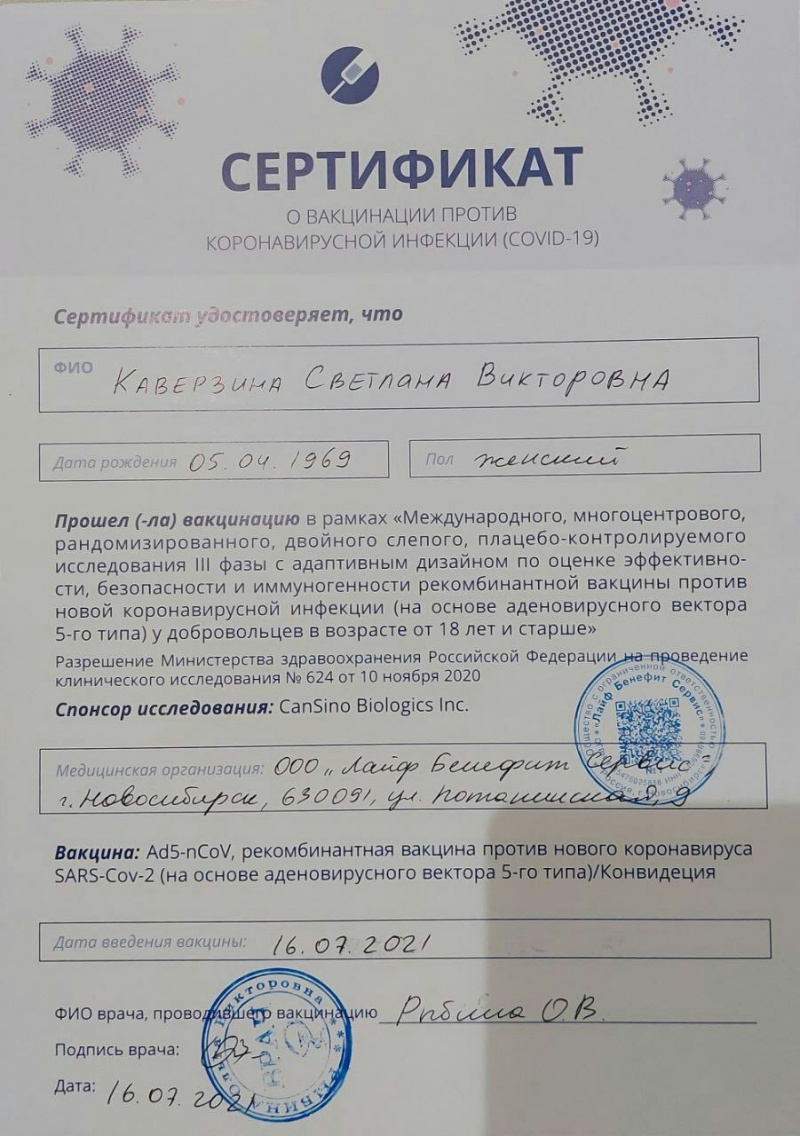 СЕРТИФИКАТ
О ВАКЦИНАЦИИ ПРОТИВ
КОРОНАВИРУСНОЙ ИНФЕКЦИИ (COVID-19)
Сертификат удостоверяет, что
ФИО Каверзина Светлана Викторовна
Дата рождения 05.04.1969 Пол женский
Прошел (-ла) вакцинацию в рамках «Международного, многоцентрового,
рандомизированного, двойного слепого, плацебо-контролируемого
исследования III фазы с адаптивным дизайном по оценке эффективно-
сти, безопасности и иммуногенности рекомбинантной вакцины против
новой коронавирусной инфекции (на основе аденовирусного вектора
5-го типа) у добровольцев в возрасте от 18 лет и старше»
Разрешение Министерства здравоохранения Российской Федерации на проведение
клинического исследования № 624 от 10 ноября 2020
Спонсор исследования: CanSino Biologics Inc.
Общество с ограниченной ответственностью
«Лайф Бенефит Сервис»
Медицинская организация: ООО „Лайф Бенефит Сервис"
г. Новосибирск, 630091, ул. 9
Вакцина: Ad5-nCoV, рекомбинантная вакцина против нового коронавируса
SARS-Cov-2 (на основе аденовирусного вектора 5-го типа)/Конвидеция
Дата введения вакцины: 16.07.2021
ФИО врача, проводившего вакцинацию Рябина О.В.
Подпись врача:
Дата: 16.07.2021
ВРАЧ